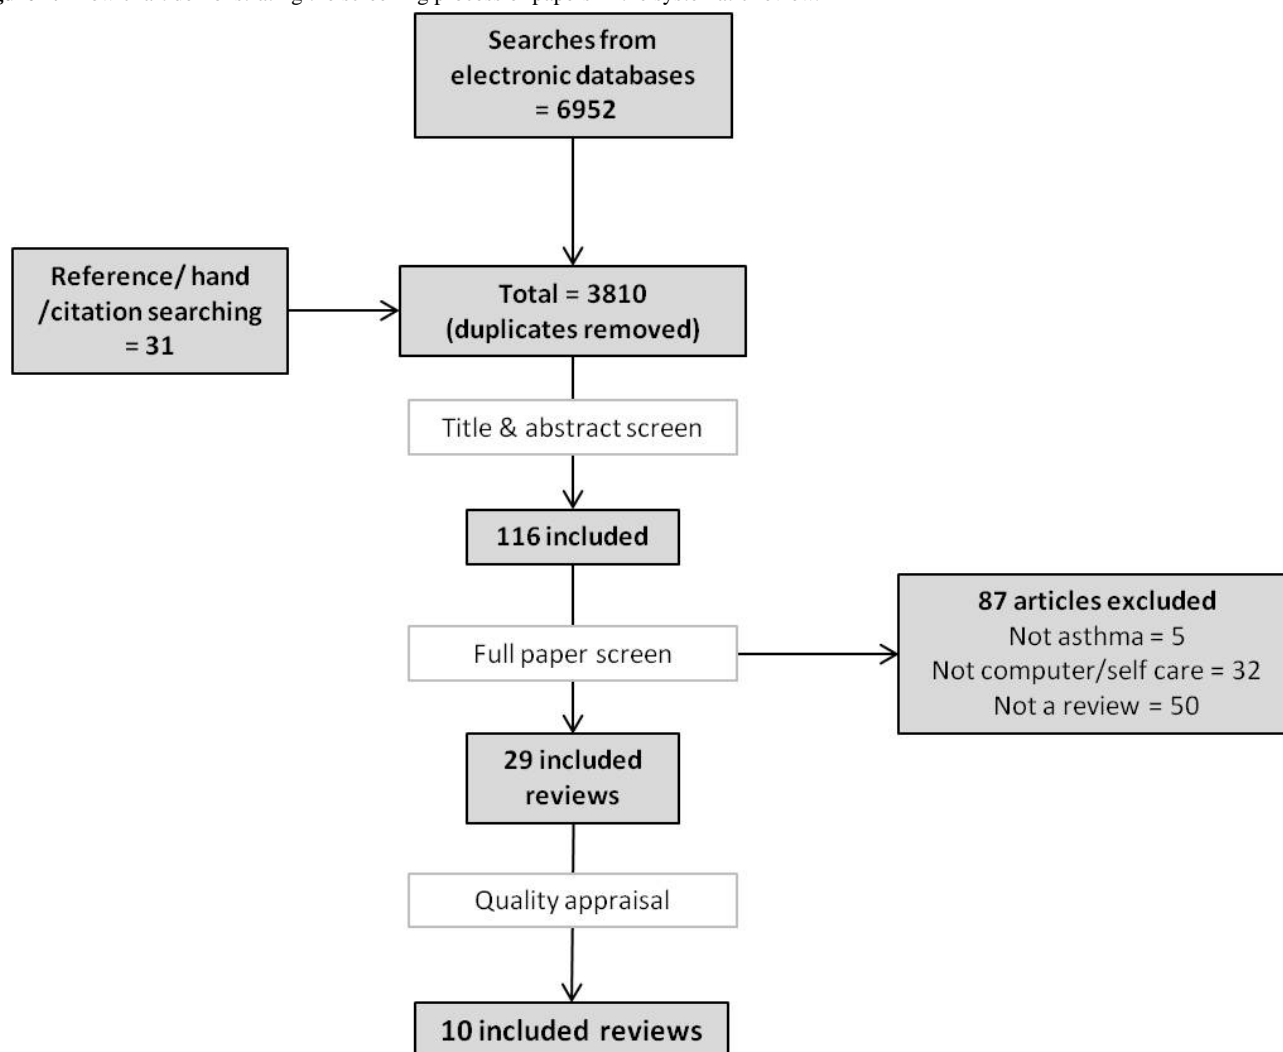 Searches from
electronic databases
= 6952
Reference/ hand
/citation searching
= 31
Total = 3810
(duplicates removed)
Title & abstract screen
116 included
87 articles excluded
Not asthma = 5
Not computer/self care = 32
Not a review = 50
Full paper screen
29 included
reviews
Quality appraisal
10 included reviews